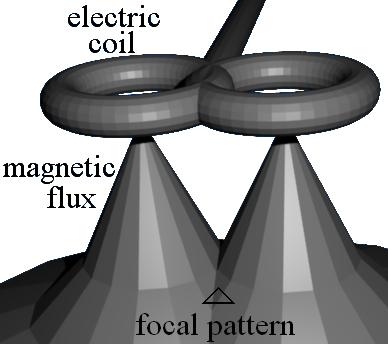 electric
coil
magnetic
flux
focal pattern